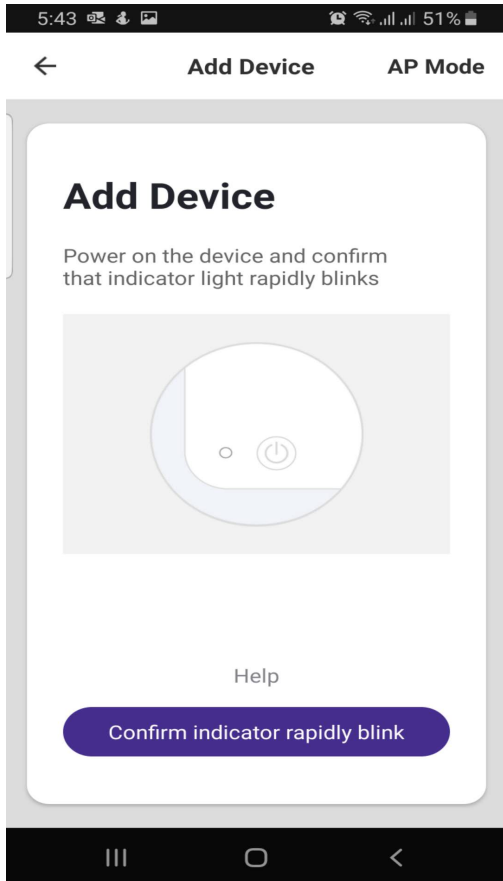 5:43 51%
Add Device AP Mode
Add Device
Power on the device and confirm
that indicator light rapidly blinks
Help
Confirm indicator rapidly blink